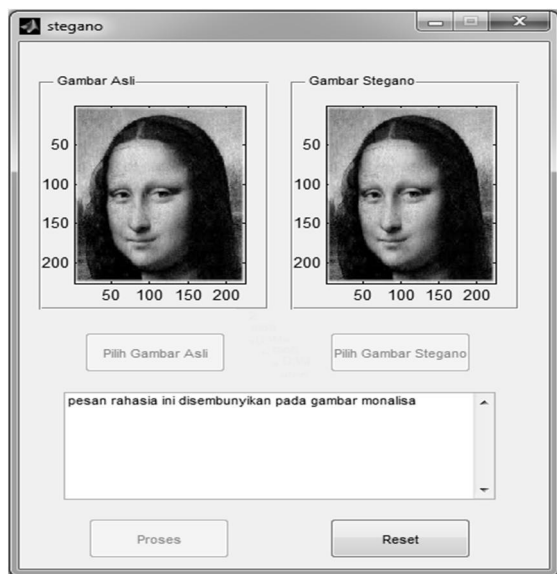 stegano
Gambar Asli
Gambar Stegano
50
100
150
200
50 100 150 200
50
100
150
200
50 100 150 200
Pilih Gambar Asli
Pilih Gambar Stegano
pesan rahasia ini disembunyikan pada gambar monalisa
Proses
Reset